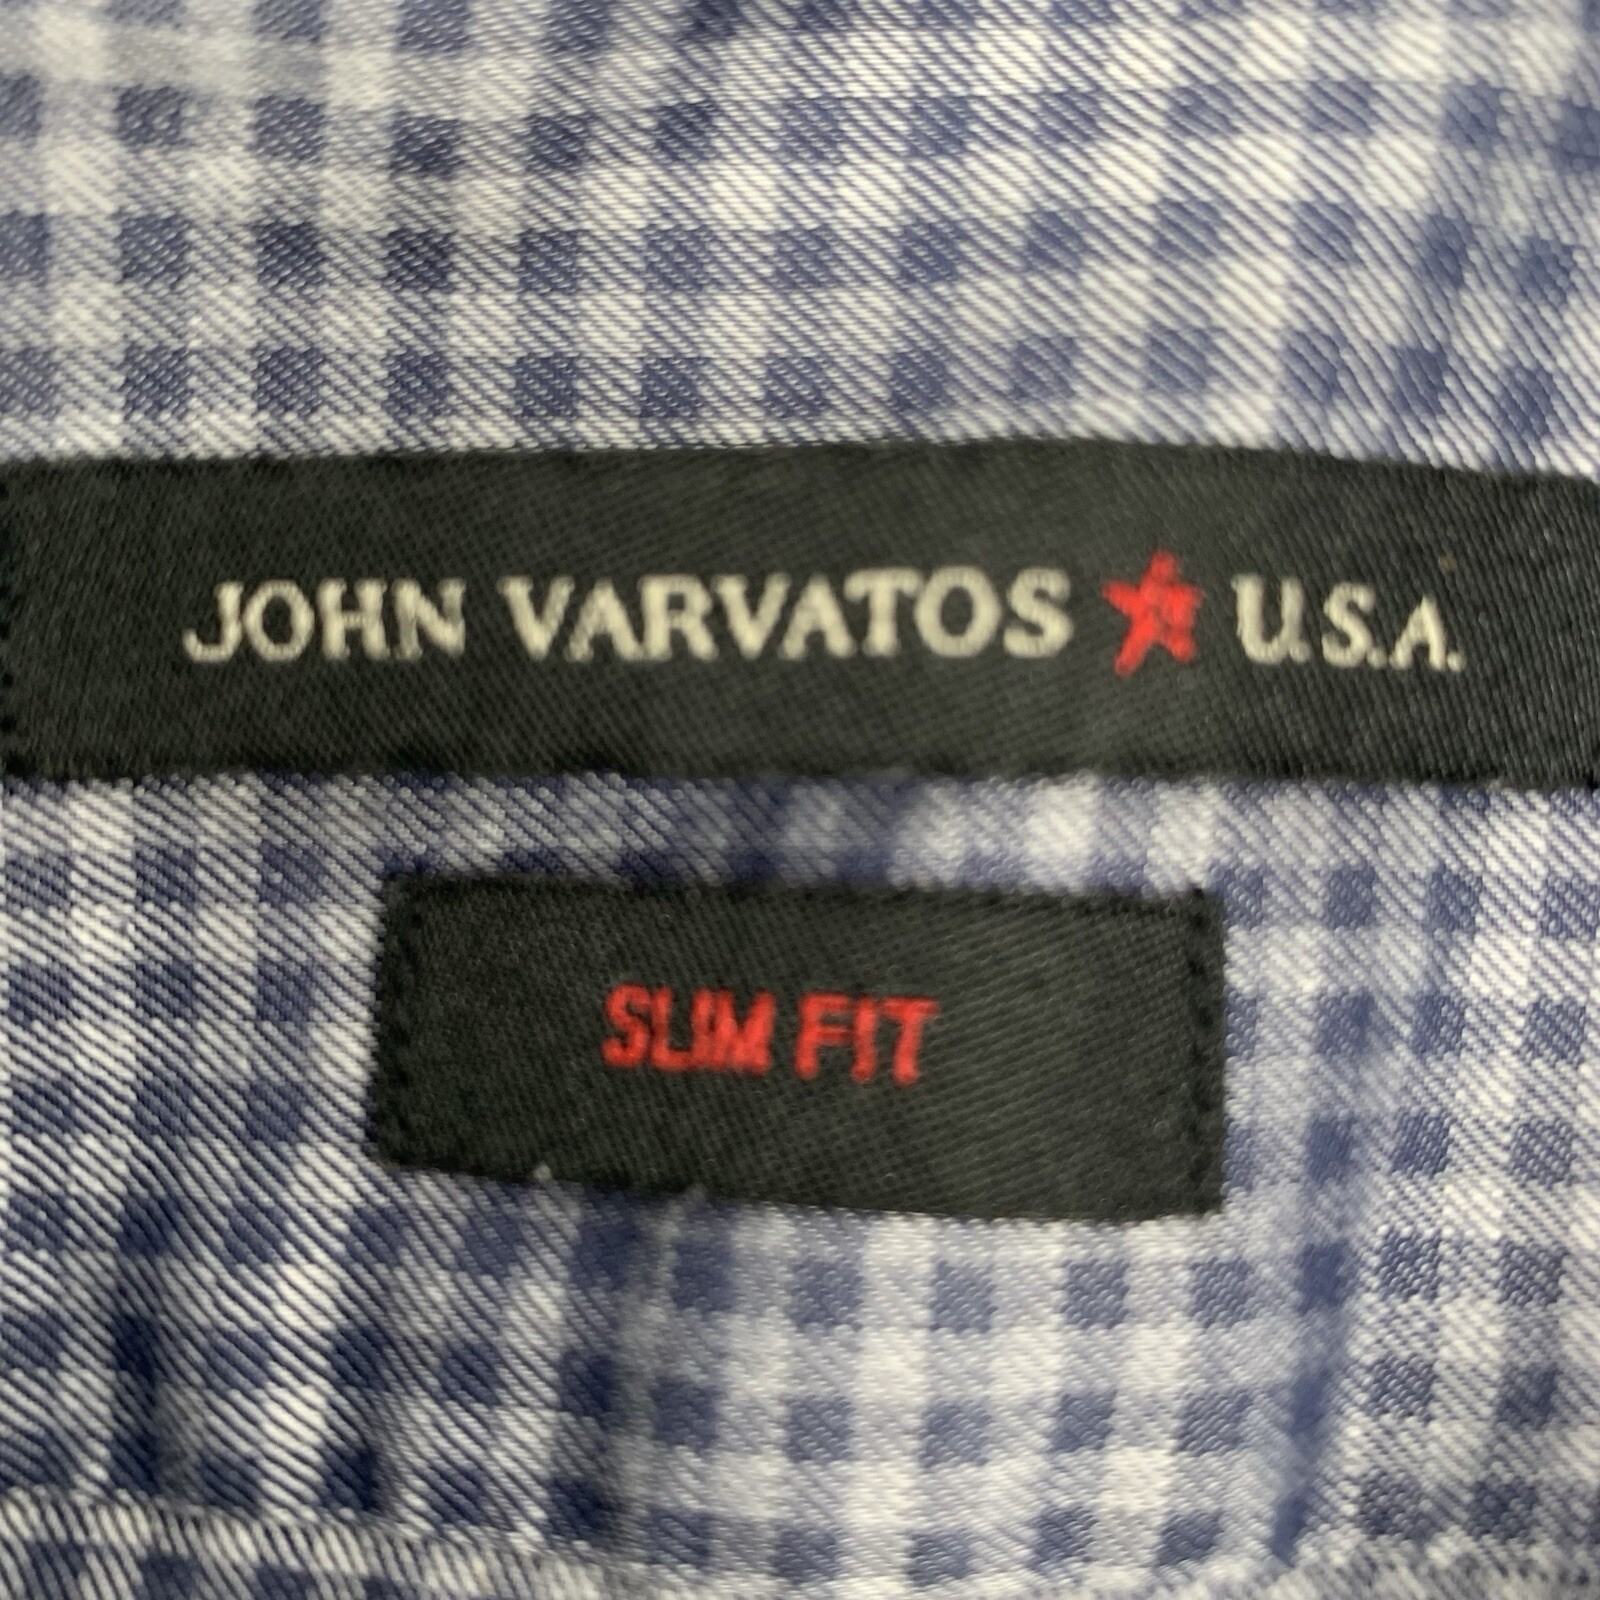 JOHN VARVATOS ★ U.S.A.
SLIM FIT